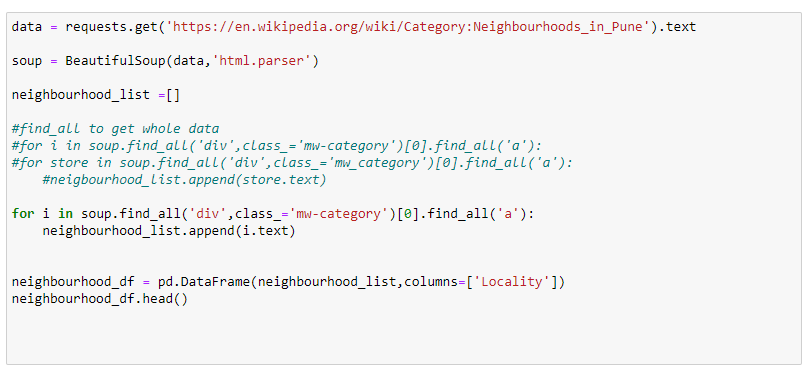 data = requests.get('https://en.wikipedia.org/wiki/Category:Neighbourhoods_in_Pune').text
soup = BeautifulSoup(data,'html.parser')
neighbourhood_list =[]
#find_all to get whole data
#for i in soup.find_all('div',class_='mw-category')[0].find_all('a'):
#for store in soup.find_all('div',class_='mw_category')[0].find_all('a'):
    #neigbourhood_list.append(store.text)
for i in soup.find_all('div',class_='mw-category')[0].find_all('a'):
    neighbourhood_list.append(i.text)
neighbourhood_df = pd.DataFrame(neighbourhood_list,columns=['Locality'])
neighbourhood_df.head()